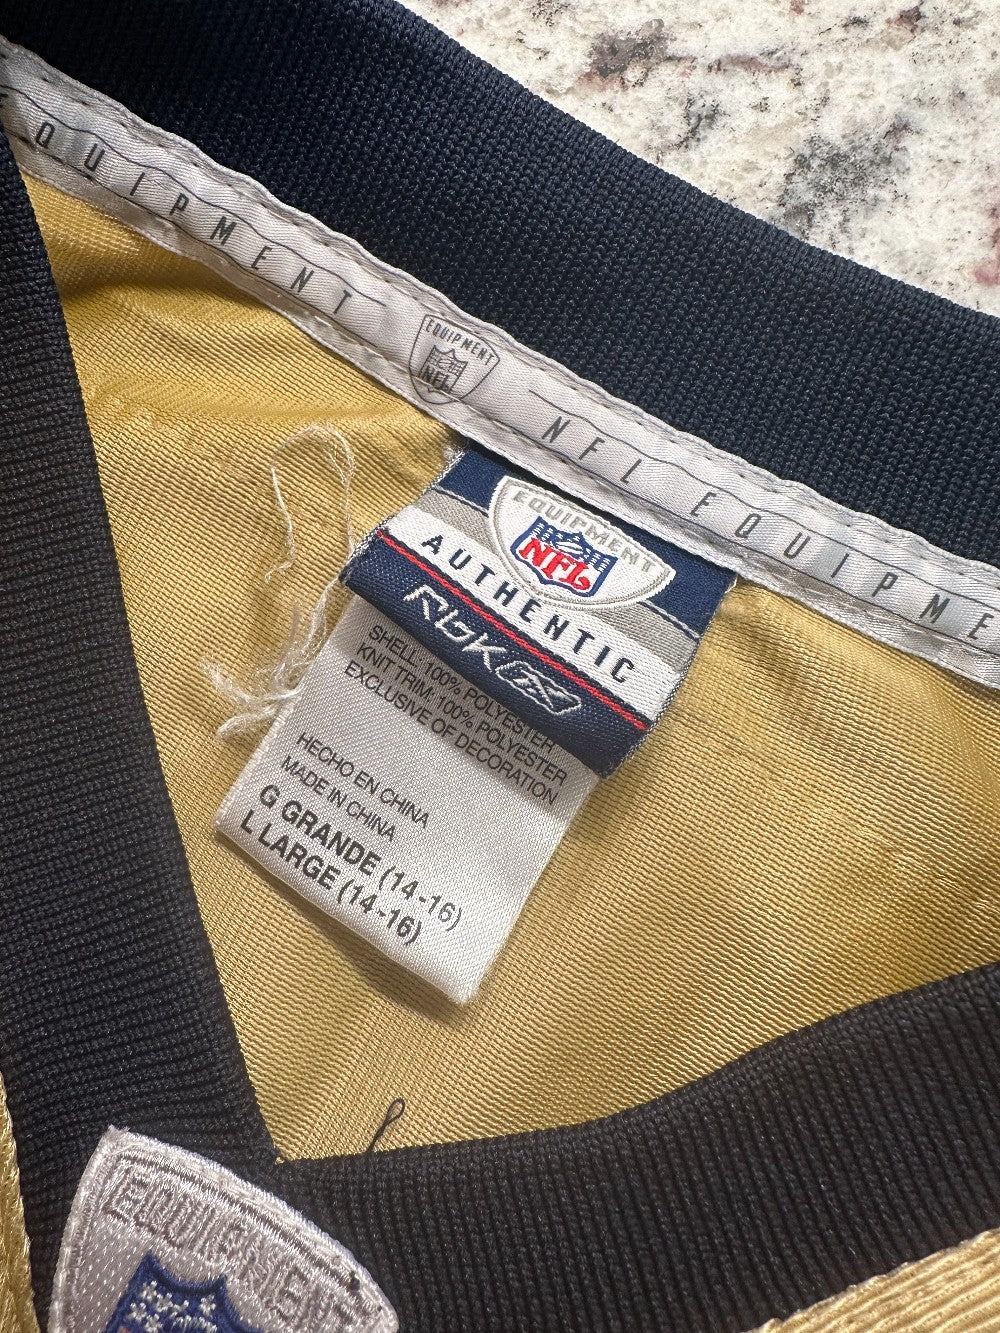 EQUIPMENT
EQUIPMENT
NFL
NFL EQUIPME
EQUIPMENT
NFL
AUTHENTIC
RbK
SHELL: 100% POLYESTER
KNIT TRIM: 100% POLYESTER
EXCLUSIVE OF DECORATION
HECHO EN CHINA
MADE IN CHINA
G GRANDE (14-16)
L LARGE (14-16)
EQUIPMENT